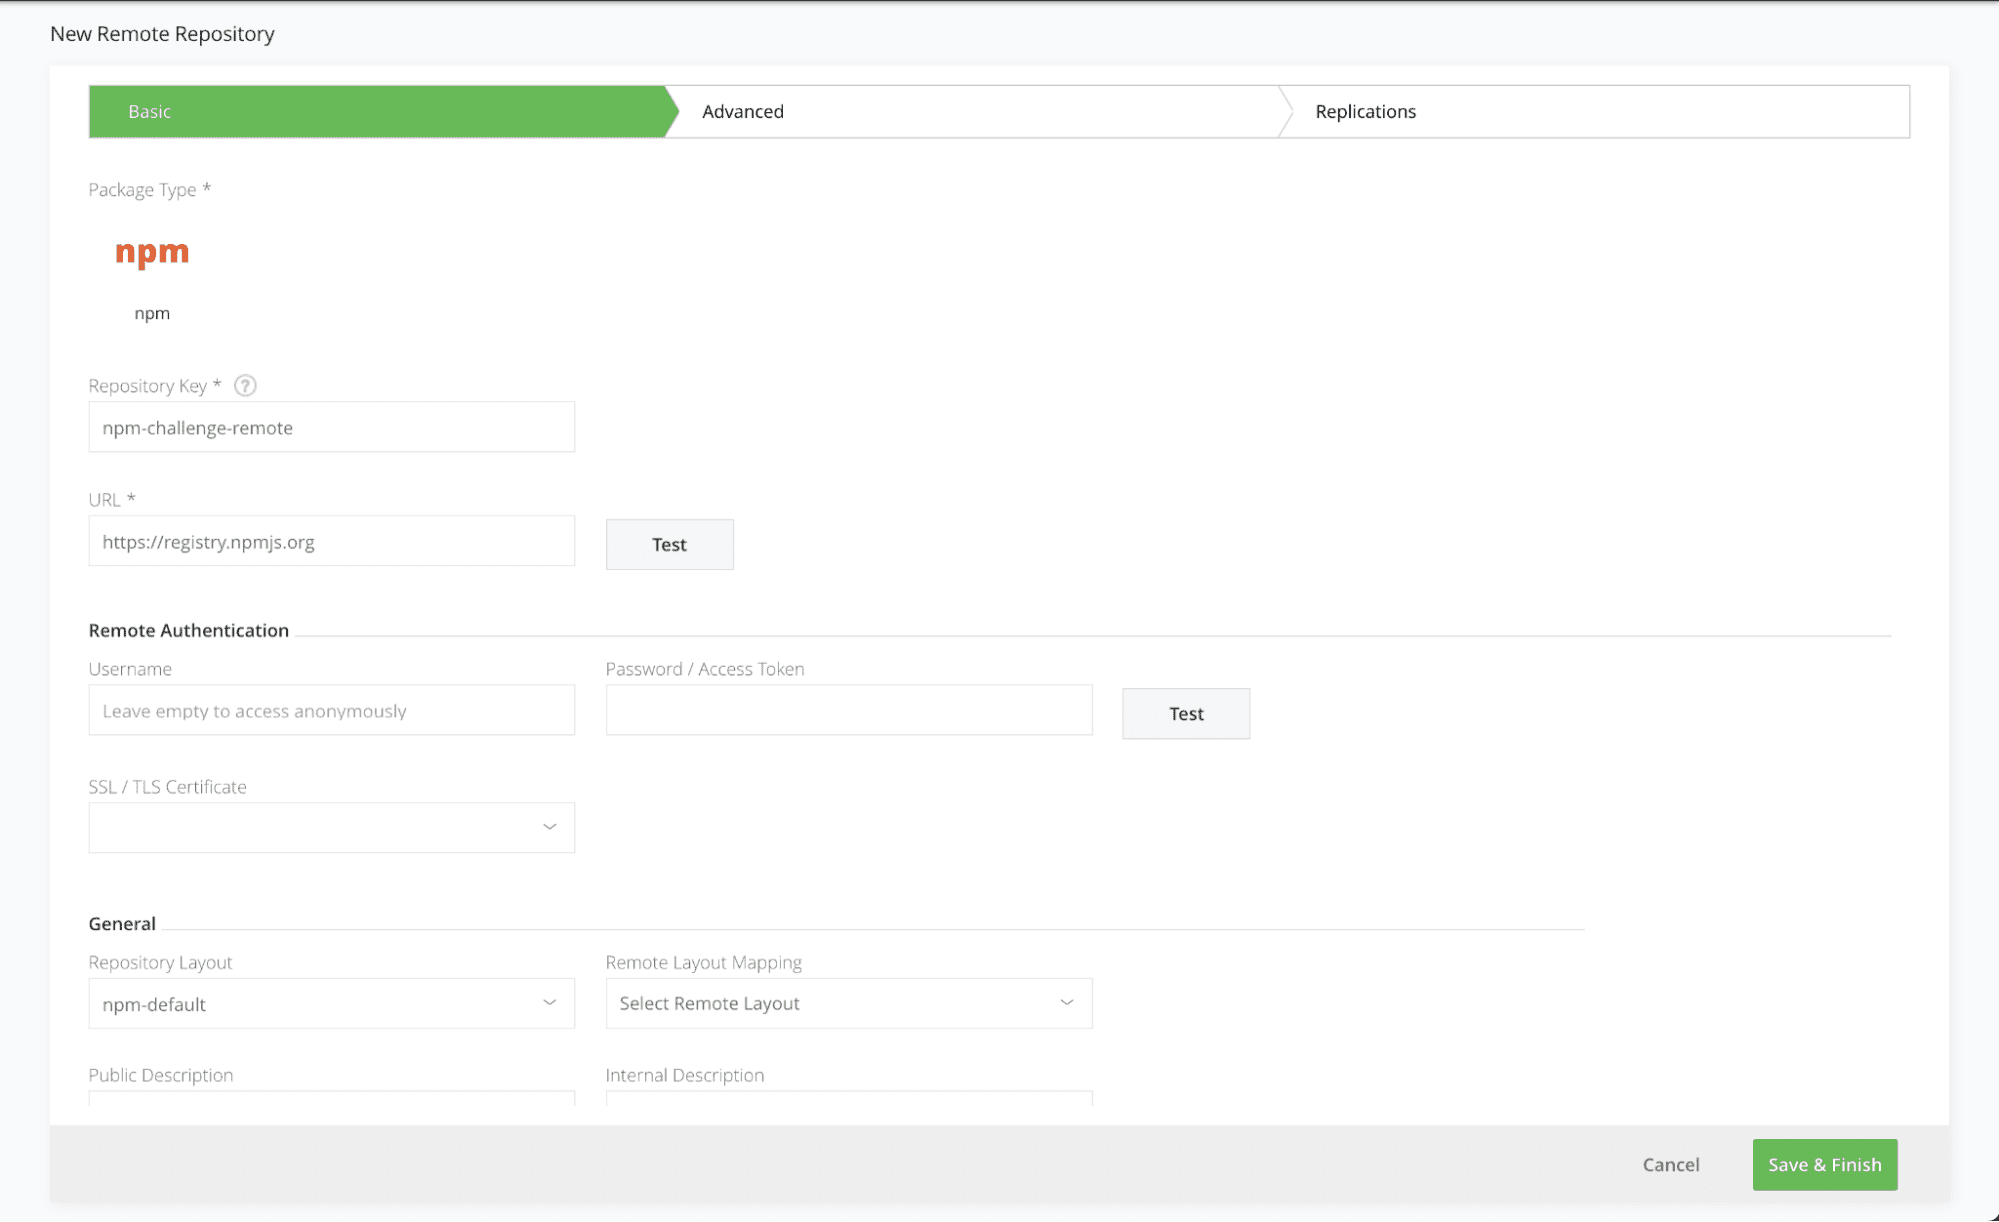 New Remote Repository
Basic
Advanced
Replications
Package Type *
npm
npm
Repository Key * ?
npm-challenge-remote
URL *
https://registry.npmjs.org
Test
Remote Authentication
Username
Password / Access Token
Leave empty to access anonymously
Test
SSL / TLS Certificate
General
Repository Layout
Remote Layout Mapping
npm-default
Select Remote Layout
Public Description
Internal Description
Cancel
Save & Finish